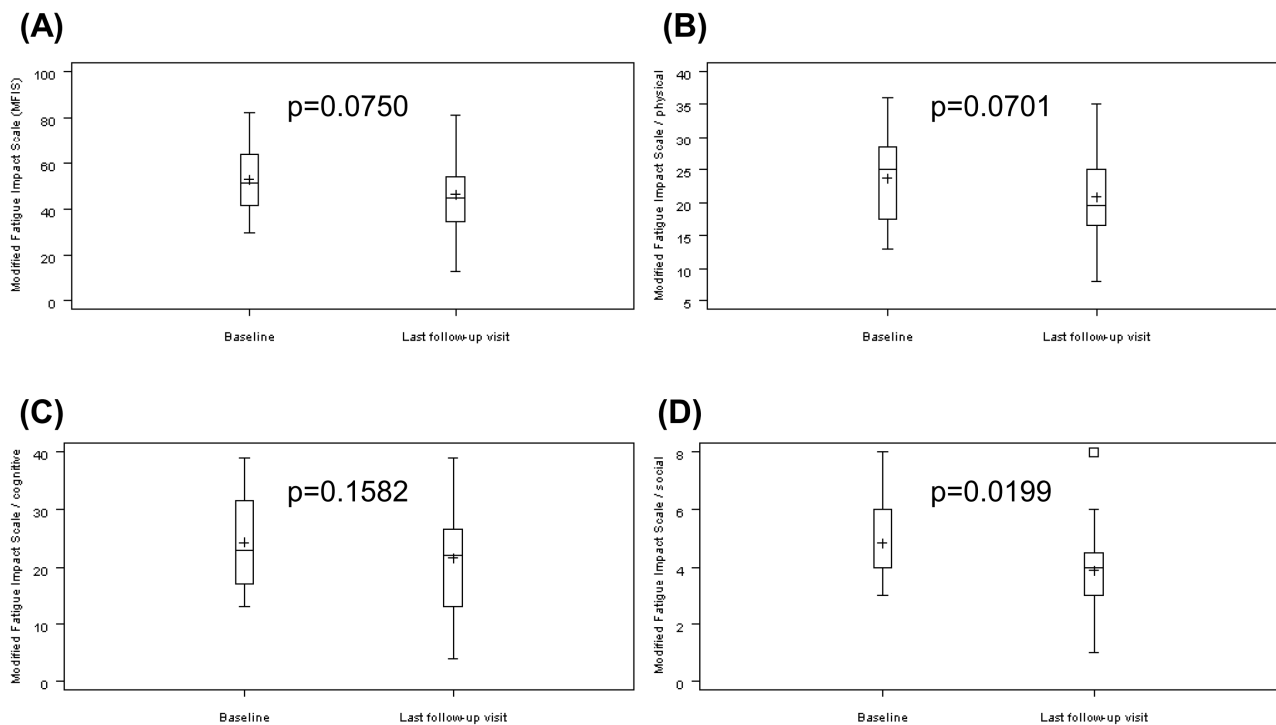 (A)
Modified Fatigue Impact Scale (MFIS)
100
80
60
40
20
0
p=0.0750
Baseline
Last follow-up visit
(B)
Modified Fatigue Impact Scale / physical
40
35
30
25
20
15
10
5
p=0.0701
Baseline
Last follow-up visit
(C)
Modified Fatigue Impact Scale / cognitive
40
30
20
10
0
p=0.1582
Baseline
Last follow-up visit
(D)
Modified Fatigue Impact Scale / social
8
6
4
2
0
p=0.0199
Baseline
Last follow-up visit